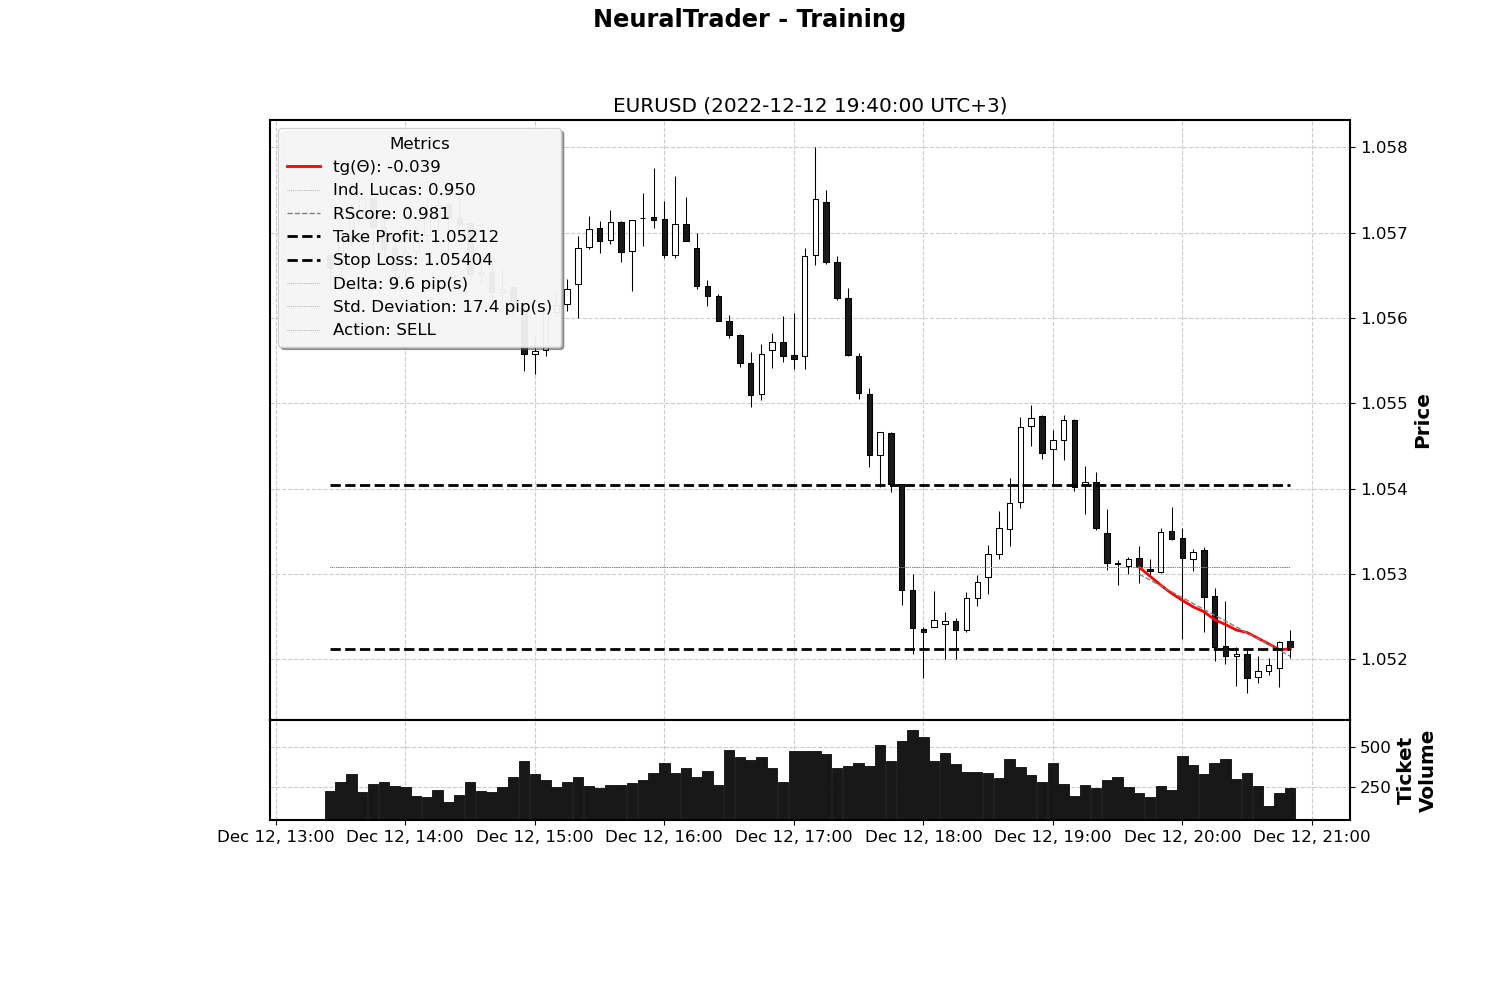 NeuralTrader - Training
EURUSD (2022-12-12 19:40:00 UTC+3)
Metrics
tg(Θ): -0.039
Ind. Lucas: 0.950
RScore: 0.981
Take Profit: 1.05212
Stop Loss: 1.05404
Delta: 9.6 pip(s)
Std. Deviation: 17.4 pip(s)
Action: SELL
1.058
1.057
1.056
1.055
1.054
1.053
1.052
Price
500
250
Ticket
Volume
Dec 12, 13:00
Dec 12, 14:00
Dec 12, 15:00
Dec 12, 16:00
Dec 12, 17:00
Dec 12, 18:00
Dec 12, 19:00
Dec 12, 20:00
Dec 12, 21:00